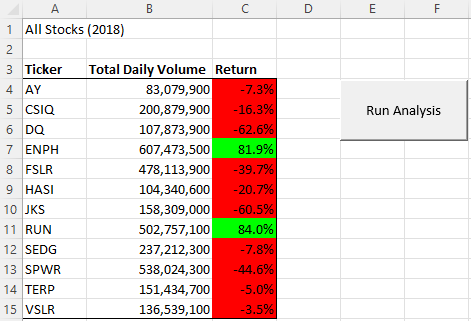 A B C D E F
1 All Stocks (2018)
2
3 Ticker Total Daily Volume Return
4 AY 83,079,900 -7.3%
5 CSIQ 200,879,900 -16.3%
6 DQ 107,873,900 -62.6%
7 ENPH 607,473,500 81.9%
8 FSLR 478,113,900 -39.7%
9 HASI 104,340,600 -20.7%
10 JKS 158,309,000 -60.5%
11 RUN 502,757,100 84.0%
12 SEDG 237,212,300 -7.8%
13 SPWR 538,024,300 -44.6%
14 TERP 151,434,700 -5.0%
15 VSLR 136,539,100 -3.5%
Run Analysis